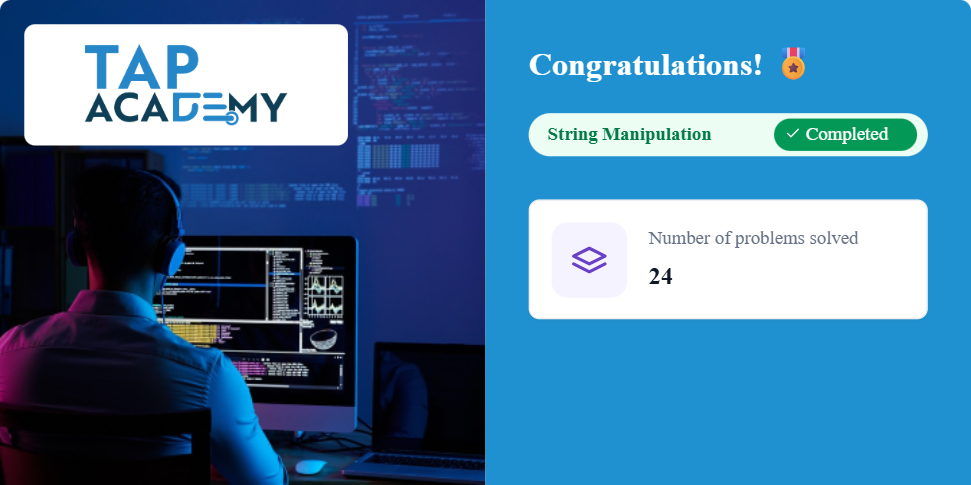 TAP
ACADEMY
Congratulations!
String Manipulation
Completed
Number of problems solved
24